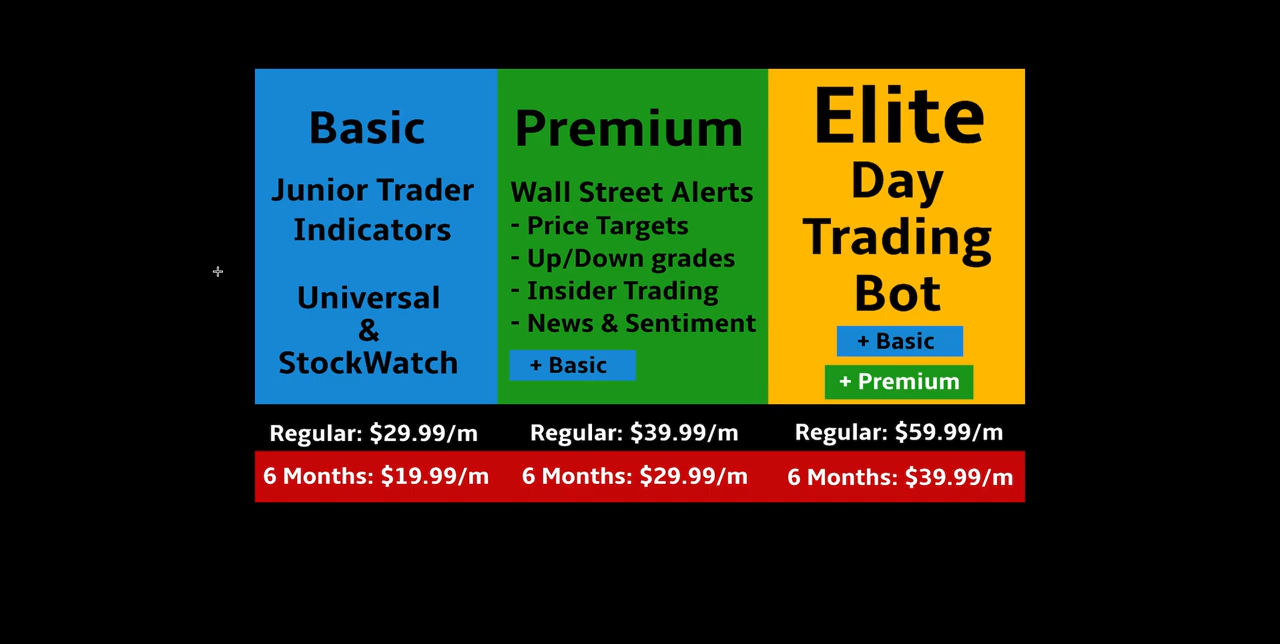 Basic
Junior Trader
Indicators
Universal
&
StockWatch
Premium
Wall Street Alerts
- Price Targets
- Up/Down grades
- Insider Trading
- News & Sentiment
+ Basic
Elite
Day
Trading
Bot
+ Basic
+ Premium
Regular: $29.99/m
Regular: $39.99/m
Regular: $59.99/m
6 Months: $19.99/m
6 Months: $29.99/m
6 Months: $39.99/m